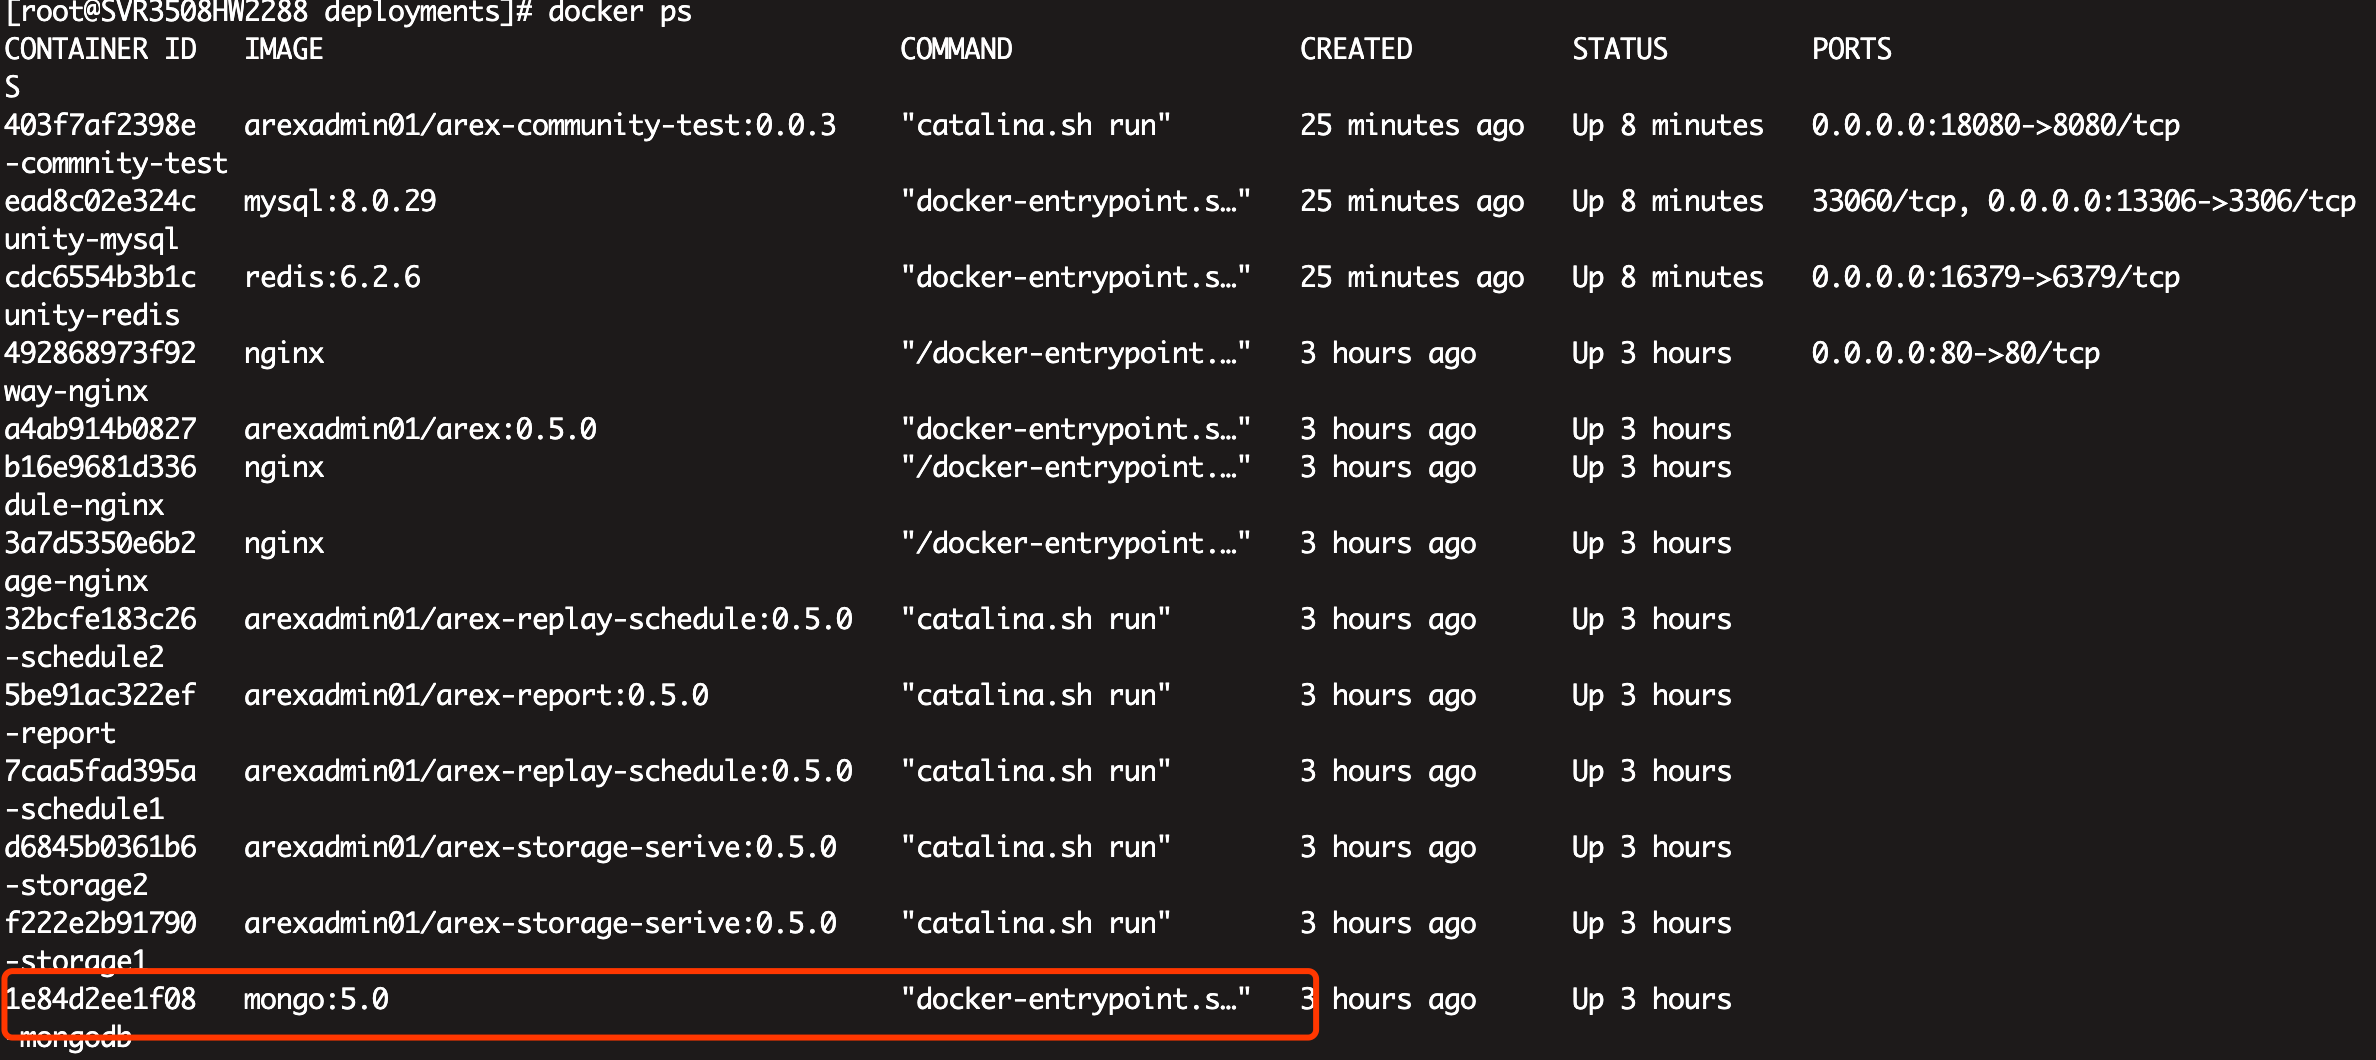 [root@SVR3508HW2288 deployments]# docker ps
CONTAINER ID   IMAGE                                    COMMAND                  CREATED          STATUS         PORTS
S
403f7af2398e   arexadmin01/arex-community-test:0.0.3    "catalina.sh run"        25 minutes ago   Up 8 minutes   0.0.0.0:18080->8080/tcp
-commnity-test
ead8c02e324c   mysql:8.0.29                             "docker-entrypoint.s…"   25 minutes ago   Up 8 minutes   33060/tcp, 0.0.0.0:13306->3306/tcp
unity-mysql
cdc6554b3b1c   redis:6.2.6                              "docker-entrypoint.s…"   25 minutes ago   Up 8 minutes   0.0.0.0:16379->6379/tcp
unity-redis
492868973f92   nginx                                    "/docker-entrypoint.…"   3 hours ago      Up 3 hours     0.0.0.0:80->80/tcp
way-nginx
a4ab914b0827   arexadmin01/arex:0.5.0                   "docker-entrypoint.s…"   3 hours ago      Up 3 hours
b16e9681d336   nginx                                    "/docker-entrypoint.…"   3 hours ago      Up 3 hours
dule-nginx
3a7d5350e6b2   nginx                                    "/docker-entrypoint.…"   3 hours ago      Up 3 hours
age-nginx
32bcfe183c26   arexadmin01/arex-replay-schedule:0.5.0   "catalina.sh run"        3 hours ago      Up 3 hours
-schedule2
5be91ac322ef   arexadmin01/arex-report:0.5.0            "catalina.sh run"        3 hours ago      Up 3 hours
-report
7caa5fad395a   arexadmin01/arex-replay-schedule:0.5.0   "catalina.sh run"        3 hours ago      Up 3 hours
-schedule1
d6845b0361b6   arexadmin01/arex-storage-serive:0.5.0    "catalina.sh run"        3 hours ago      Up 3 hours
-storage2
f222e2b91790   arexadmin01/arex-storage-serive:0.5.0    "catalina.sh run"        3 hours ago      Up 3 hours
-storage1
1e84d2ee1f08   mongo:5.0                                "docker-entrypoint.s…"   3 hours ago      Up 3 hours
-mongodb